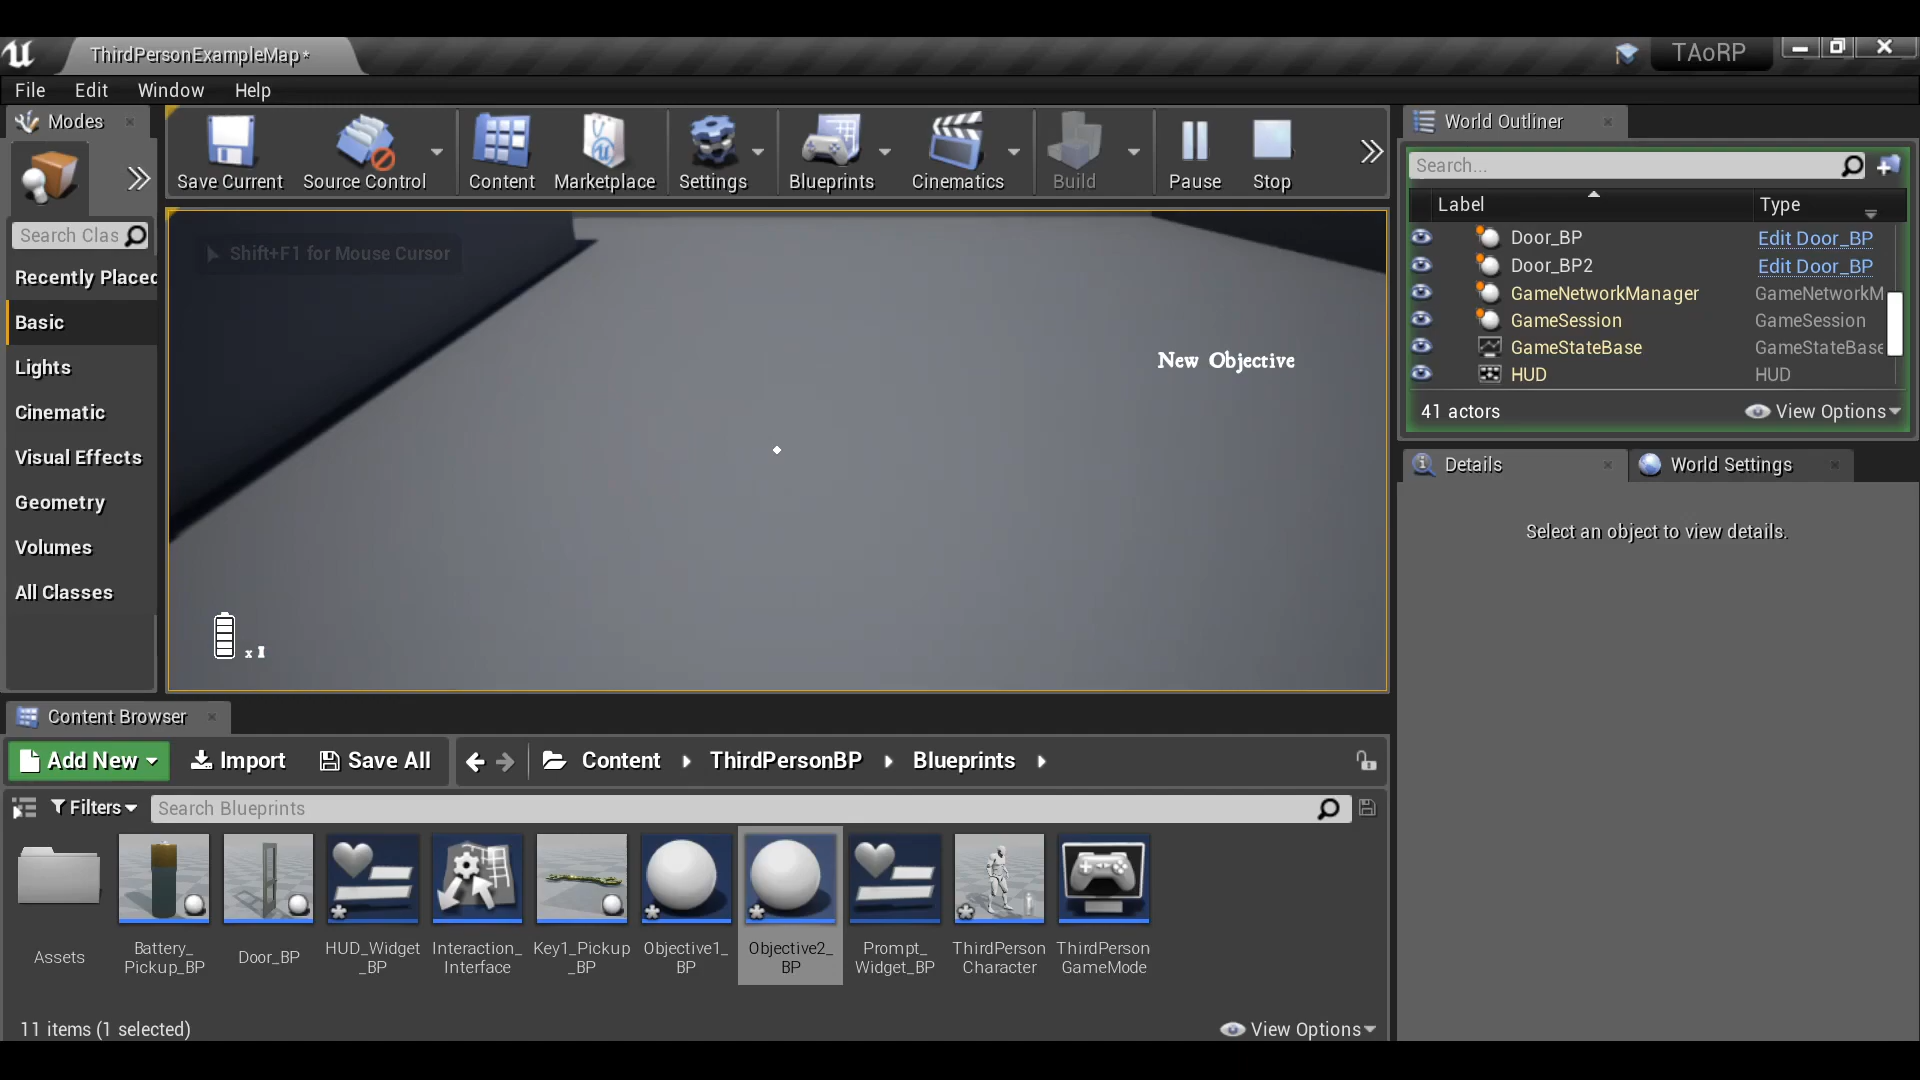 ThirdPersonExampleMap*
TAoRP
File Edit Window Help
Modes
Search Clas
Recently Placed
Basic
Lights
Cinematic
Visual Effects
Geometry
Volumes
All Classes
Save Current
Source Control
Content
Marketplace
Settings
Blueprints
Cinematics
Build
Pause
Stop
Shift+F1 for Mouse Cursor
New Objective
x 1
World Outliner
Search...
Label Type
Door_BP Edit Door_BP
Door_BP2 Edit Door_BP
GameNetworkManager GameNetworkM
GameSession GameSession
GameStateBase GameStateBase
HUD HUD
41 actors View Options
Details
World Settings
Select an object to view details.
Content Browser
Add New Import Save All Content ThirdPersonBP Blueprints
Filters Search Blueprints
Assets
Battery_
Pickup_BP
Door_BP
HUD_Widget
_BP
Interaction_
Interface
Key1_Pickup
_BP
Objective1_
BP
Objective2_
BP
Prompt_
Widget_BP
ThirdPerson
Character
ThirdPerson
GameMode
11 items (1 selected) View Options